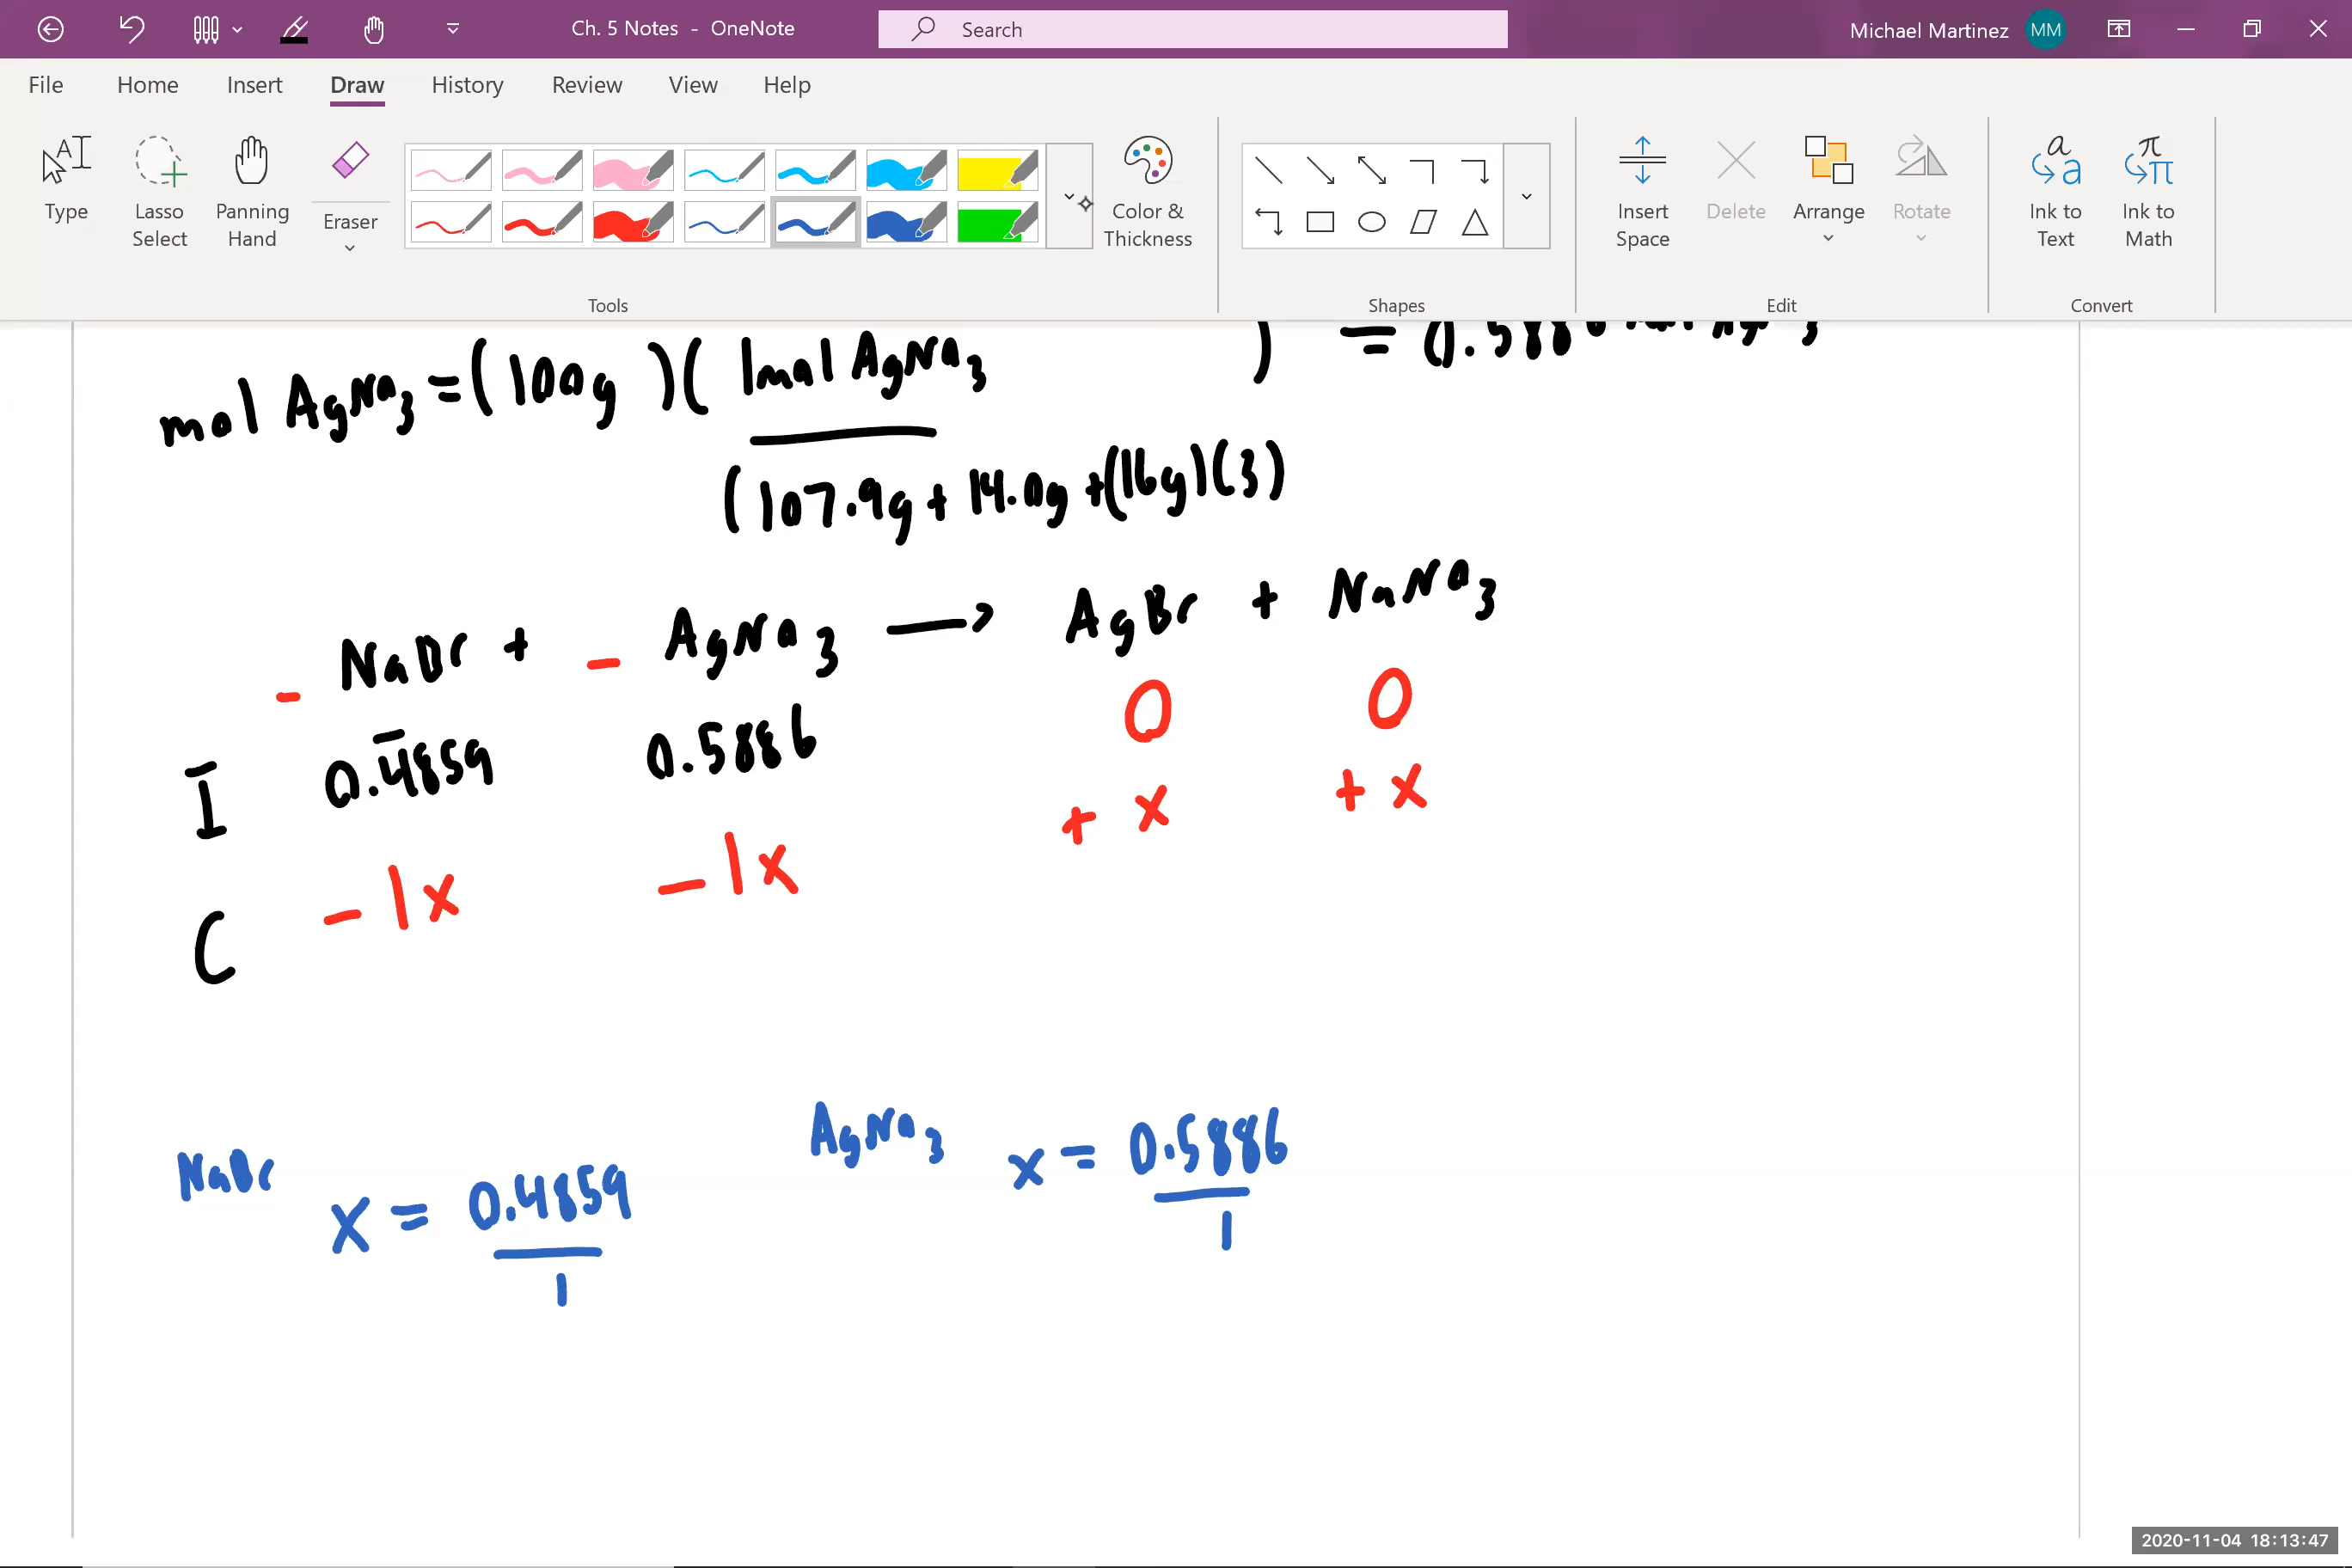 Ch. 5 Notes - OneNote
Search
Michael Martinez MM
File Home Insert Draw History Review View Help
Type
Lasso Select
Panning Hand
Eraser
Color & Thickness
Insert Space
Delete
Arrange
Rotate
Ink to Text
Ink to Math
Tools Shapes Edit Convert
mol AgNO3 = (100g)(1mol AgNO3 ) = 0.5886 mol AgNO3
(107.9g + 14.0g + (16g)(3)
- NaBr + - AgNO3 → AgBr + NaNO3
I 0.4859 0.5886 0 0
C -1x -1x + x + x
NaBr x = 0.4859
1
AgNO3 x = 0.5886
1
2020-11-04 18:13:47